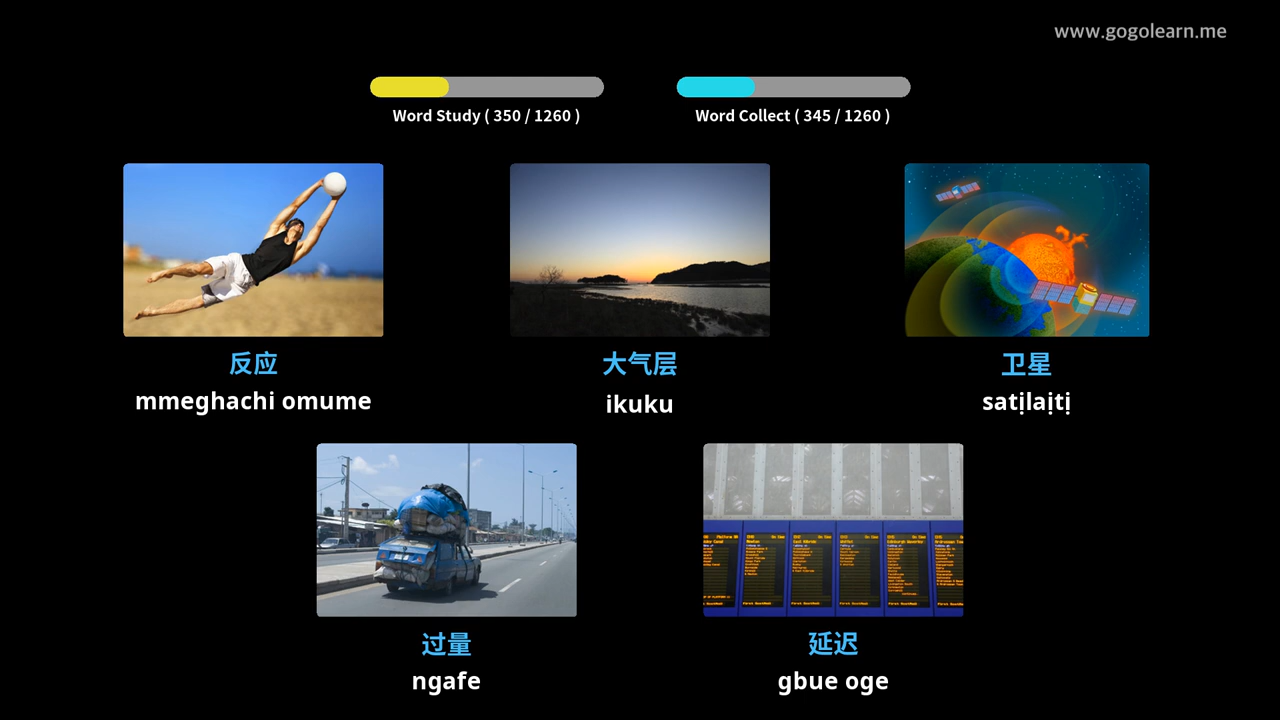 www.gogolearn.me
Word Study ( 350 / 1260 )
Word Collect ( 345 / 1260 )
反应
mmeghachi omume
大气层
ikuku
卫星
satịlaịtị
过量
ngafe
延迟
gbue oge